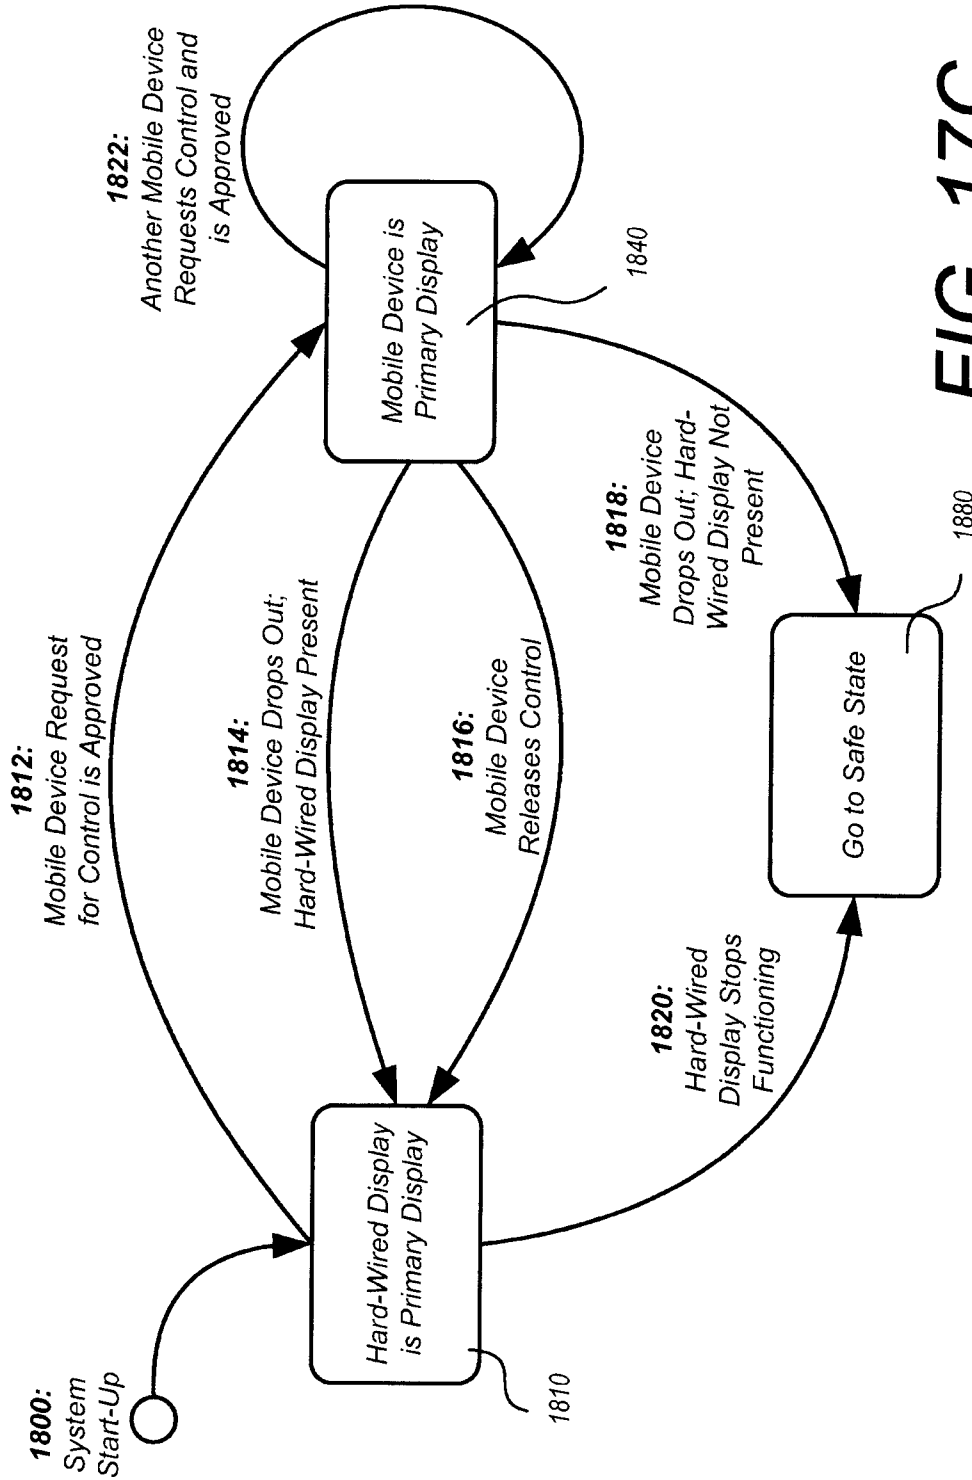 1800:
System
Start-Up
1812:
Mobile Device Request
for Control is Approved
1822:
Another Mobile Device
Requests Control and
is Approved
1814:
Mobile Device Drops Out;
Hard-Wired Display Present
1816:
Mobile Device
Releases Control
Hard-Wired Display
is Primary Display
1810
Mobile Device is
Primary Display
1840
1818:
Mobile Device
Drops Out; Hard-
Wired Display Not
Present
1820:
Hard-Wired
Display Stops
Functioning
Go to Safe State
1880
FIG. 17C